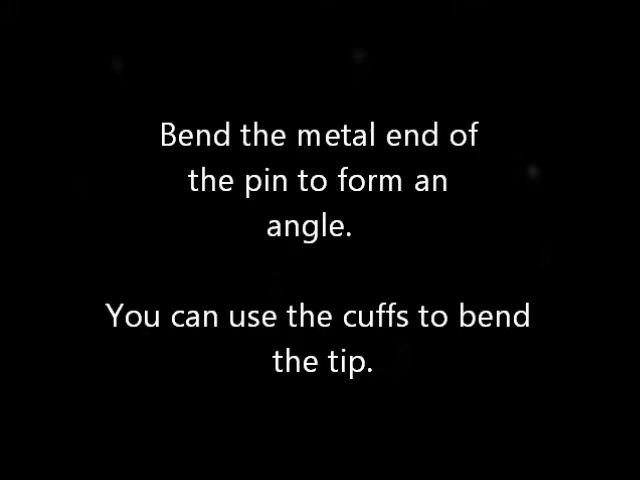 Bend the metal end of
the pin to form an
angle.
You can use the cuffs to bend
the tip.